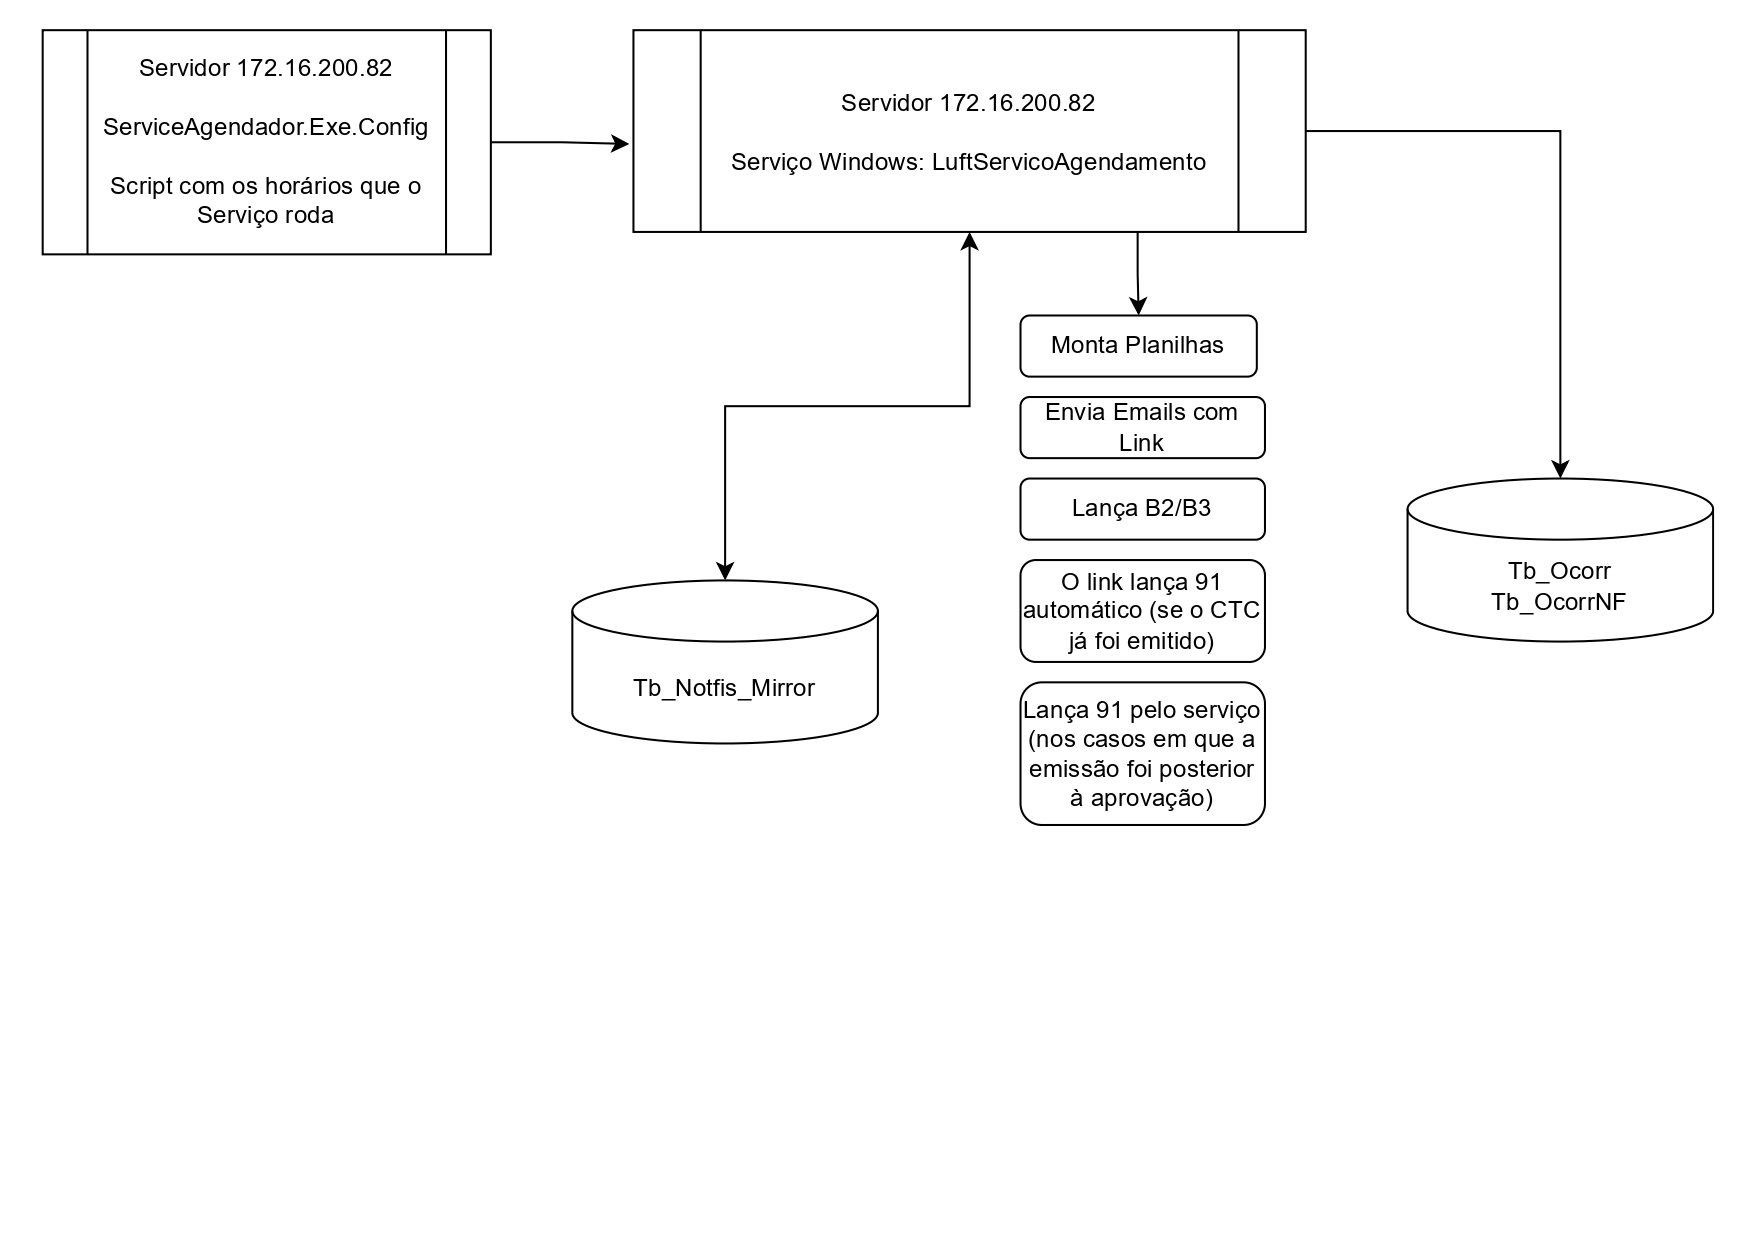 Servidor 172.16.200.82
ServiceAgendador.Exe.Config
Script com os horários que o
Serviço roda
Servidor 172.16.200.82
Serviço Windows: LuftServicoAgendamento
Monta Planilhas
Envia Emails com
Link
Lança B2/B3
O link lança 91
automático (se o CTC
já foi emitido)
Lança 91 pelo serviço
(nos casos em que a
emissão foi posterior
à aprovação)
Tb_Notfis_Mirror
Tb_Ocorr
Tb_OcorrNF